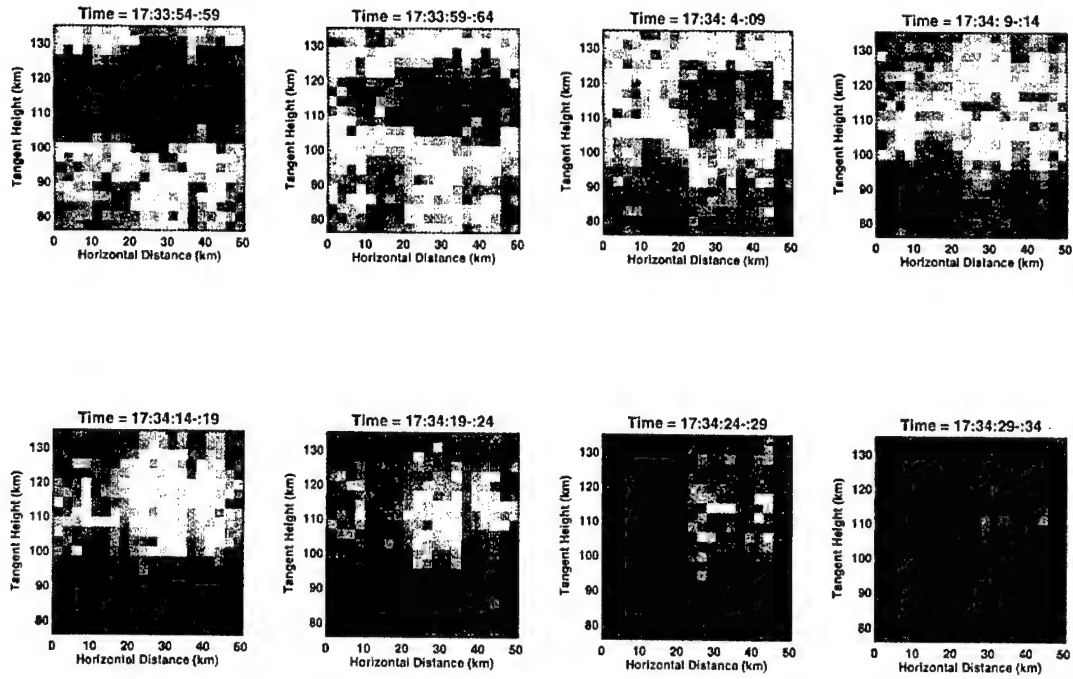 Time = 17:33:54-:59
Tangent Height (km)
130
120
110
100
90
80
0 10 20 30 40 50
Horizontal Distance (km)
Time = 17:33:59-:64
Tangent Height (km)
130
120
110
100
90
80
0 10 20 30 40 50
Horizontal Distance (km)
Time = 17:34: 4-:09
Tangent Height (km)
130
120
110
100
90
80
0 10 20 30 40 50
Horizontal Distance (km)
Time = 17:34: 9-:14
Tangent Height (km)
130
120
110
100
90
80
0 10 20 30 40 50
Horizontal Distance (km)
Time = 17:34:14-:19
Tangent Height (km)
130
120
110
100
90
80
0 10 20 30 40 50
Horizontal Distance (km)
Time = 17:34:19-:24
Tangent Height (km)
130
120
110
100
90
80
0 10 20 30 40 50
Horizontal Distance (km)
Time = 17:34:24-:29
Tangent Height (km)
130
120
110
100
90
80
0 10 20 30 40 50
Horizontal Distance (km)
Time = 17:34:29-:34
Tangent Height (km)
130
120
110
100
90
80
0 10 20 30 40 50
Horizontal Distance (km)